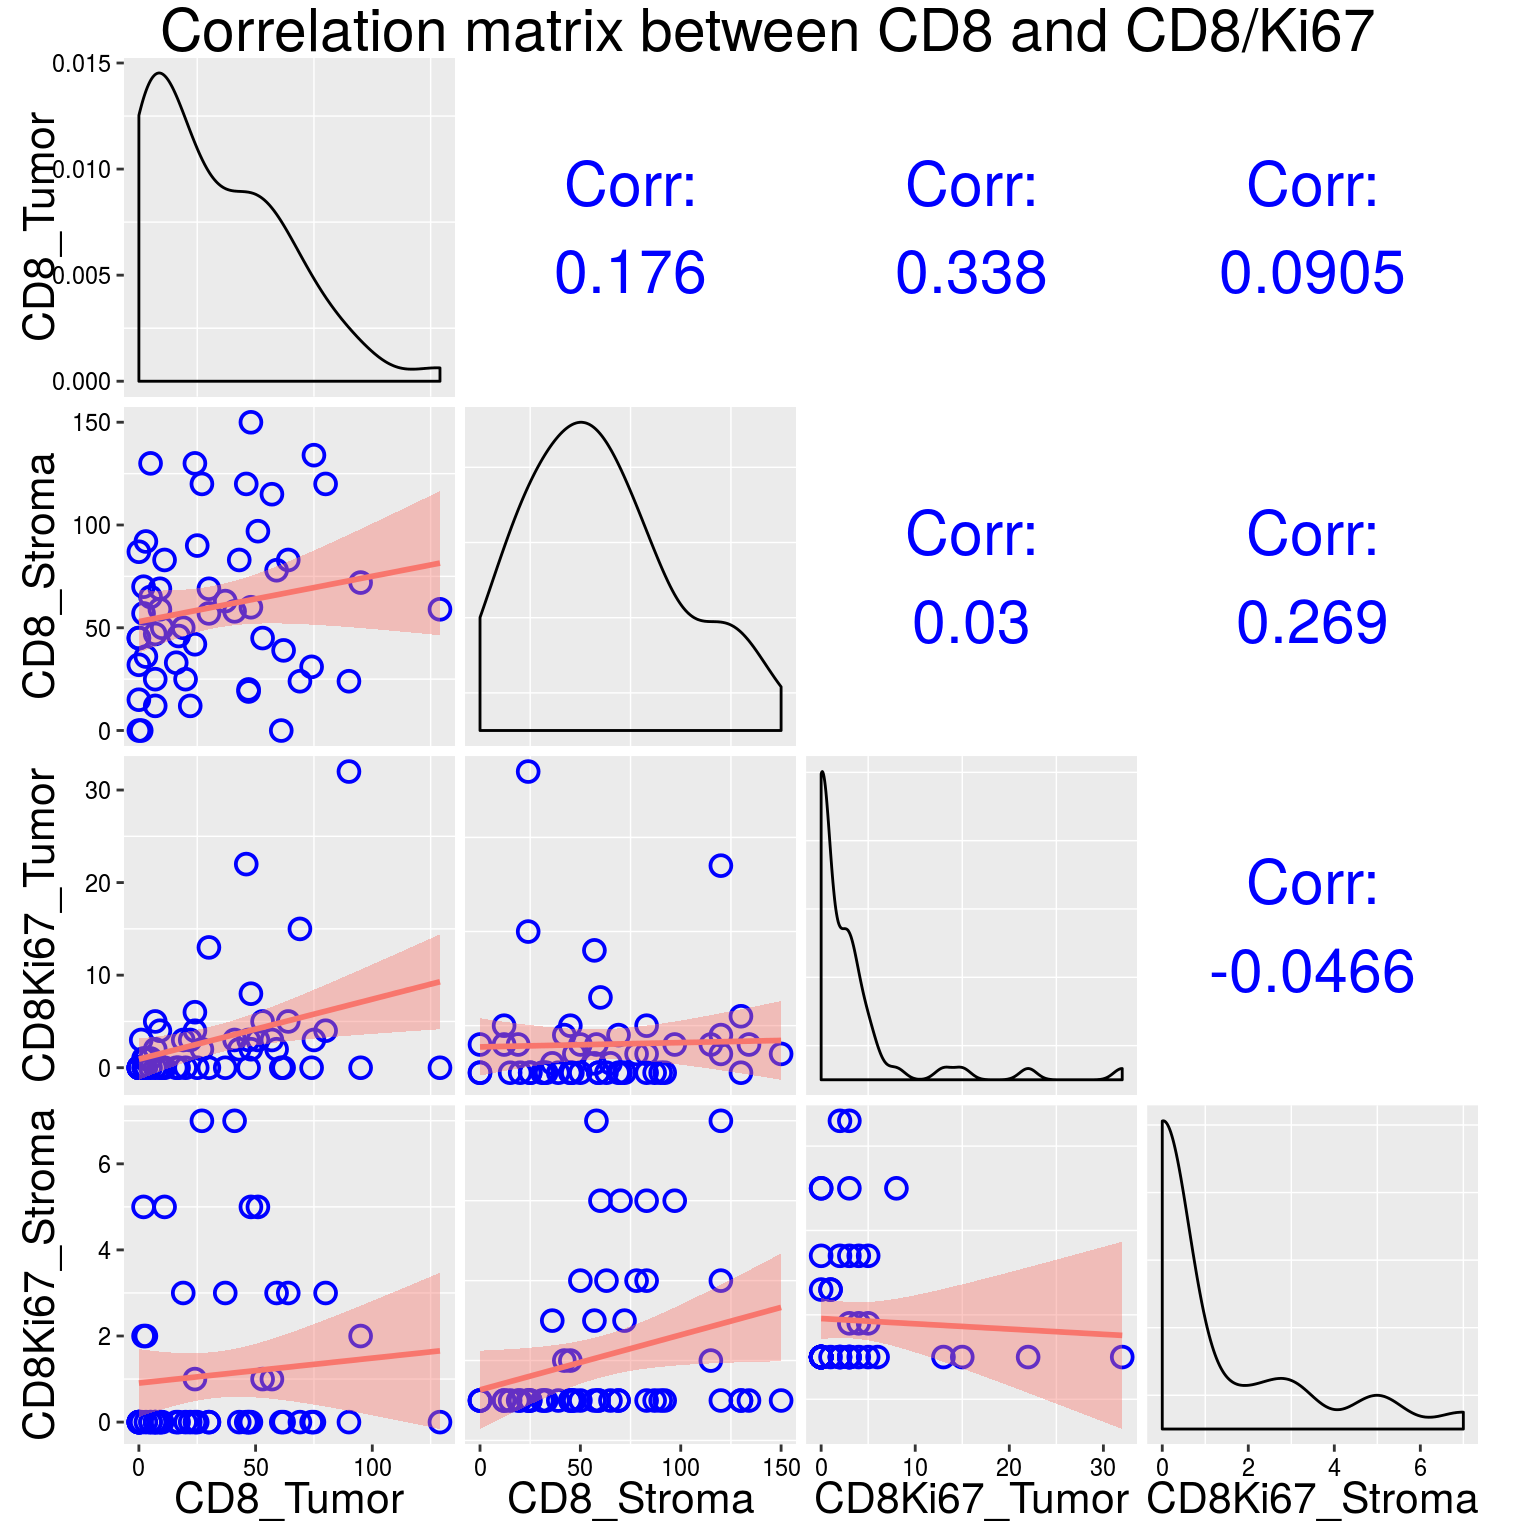 Correlation matrix between CD8 and CD8/Ki67
CD8_Tumor
0.015
0.010
0.005
0.000
Corr:
0.176
Corr:
0.338
Corr:
0.0905
CD8_Stroma
150
100
50
0
Corr:
0.03
Corr:
0.269
CD8Ki67_Tumor
30
20
10
0
Corr:
-0.0466
CD8Ki67_Stroma
6
4
2
0
0 50 100
0 50 100 150
0 10 20 30
0 2 4 6
CD8_Tumor
CD8_Stroma
CD8Ki67_Tumor
CD8Ki67_Stroma